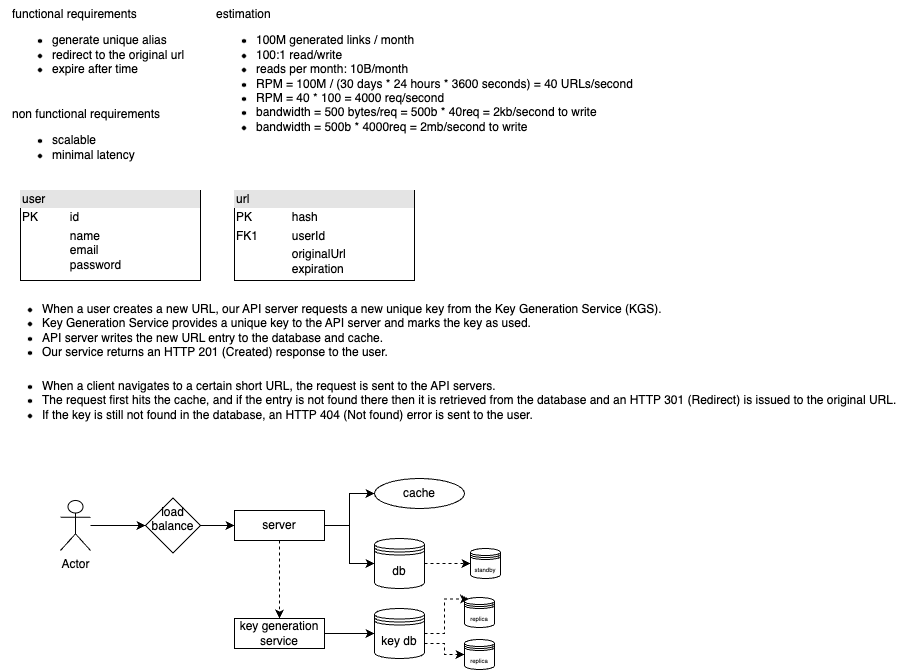 functional requirements
generate unique alias
redirect to the original url
expire after time
non functional requirements
scalable
minimal latency
estimation
100M generated links / month
100:1 read/write
reads per month: 10B/month
RPM = 100M / (30 days * 24 hours * 3600 seconds) = 40 URLs/second
RPM = 40 * 100 = 4000 req/second
bandwidth = 500 bytes/req = 500b * 40req = 2kb/second to write
bandwidth = 500b * 4000req = 2mb/second to write
user
PK id
name
email
password
url
PK hash
FK1 userId
originalUrl
expiration
When a user creates a new URL, our API server requests a new unique key from the Key Generation Service (KGS).
Key Generation Service provides a unique key to the API server and marks the key as used.
API server writes the new URL entry to the database and cache.
Our service returns an HTTP 201 (Created) response to the user.
When a client navigates to a certain short URL, the request is sent to the API servers.
The request first hits the cache, and if the entry is not found there then it is retrieved from the database and an HTTP 301 (Redirect) is issued to the original URL.
If the key is still not found in the database, an HTTP 404 (Not found) error is sent to the user.
Actor
load
balance
server
cache
db
standby
key generation
service
key db
replica
replica